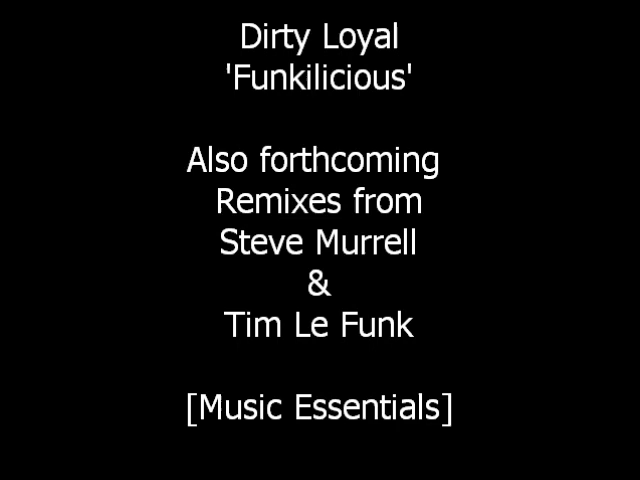 Dirty Loyal
'Funkilicious'
Also forthcoming
Remixes from
Steve Murrell
&
Tim Le Funk
[Music Essentials]